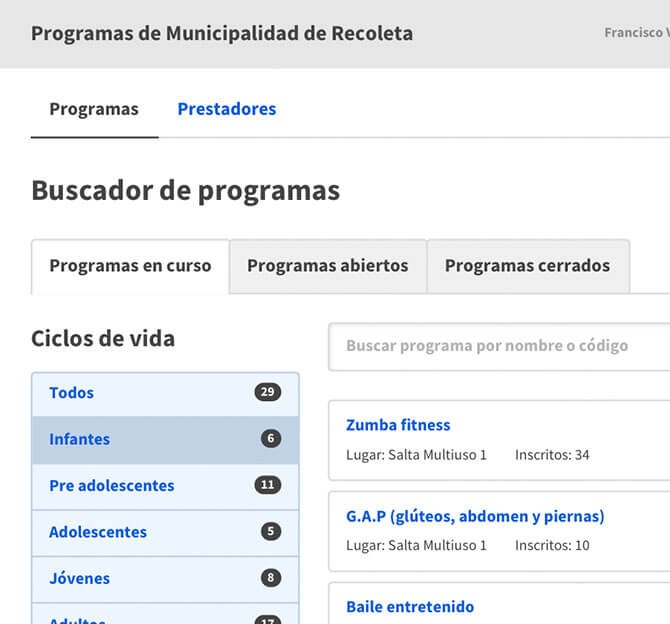 Programas de Municipalidad de Recoleta
Francisco
Programas Prestadores
Buscador de programas
Programas en curso Programas abiertos Programas cerrados
Ciclos de vida
Todos 29
Infantes 6
Pre adolescentes 11
Adolescentes 5
Jóvenes 8
Adultos 17
Buscar programa por nombre o código
Zumba fitness
Lugar: Salta Multiuso 1 Inscritos: 34
G.A.P (glúteos, abdomen y piernas)
Lugar: Salta Multiuso 1 Inscritos: 10
Baile entretenido